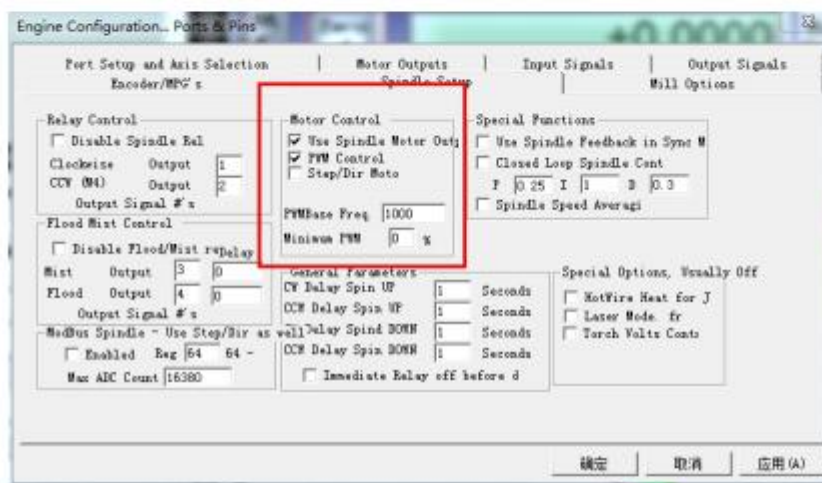 Engine Configuration... Ports & Pins
+0.0000
Port Setup and Axis Selection
Motor Outputs
Input Signals
Output Signals
Encoder/MPG's
Spindle Setup
Mill Options
Relay Control
Disable Spindle Rel
Clockwise Output 1
CCW (M4) Output 2
Output Signal #'s
Flood Mist Control
Disable Flood/Mist re Delay
Mist Output 3 0
Flood Output 4 0
Output Signal #'s
ModBus Spindle - Use Step/Dir as well
Enabled Reg 64 64 -
Max ADC Count 16380
Motor Control
Use Spindle Motor Outp
PWM Control
Step/Dir Moto
PWMBase Freq. 1000
Minimum PWM 0 %
General Parameters
CW Delay Spin UP 1 Seconds
CCW Delay Spin UP 1 Seconds
Delay Spind DOWN 1 Seconds
CCW Delay Spin DOWN 1 Seconds
Immediate Relay off before d
Special Functions
Use Spindle Feedback in Sync M
Closed Loop Spindle Cont
P 0.25 I 1 D 0.3
Spindle Speed Averagi
Special Options, Usually Off
HotWire Heat for J
Laser Mode. fr
Torch Volts Contr
确定
取消
应用(A)